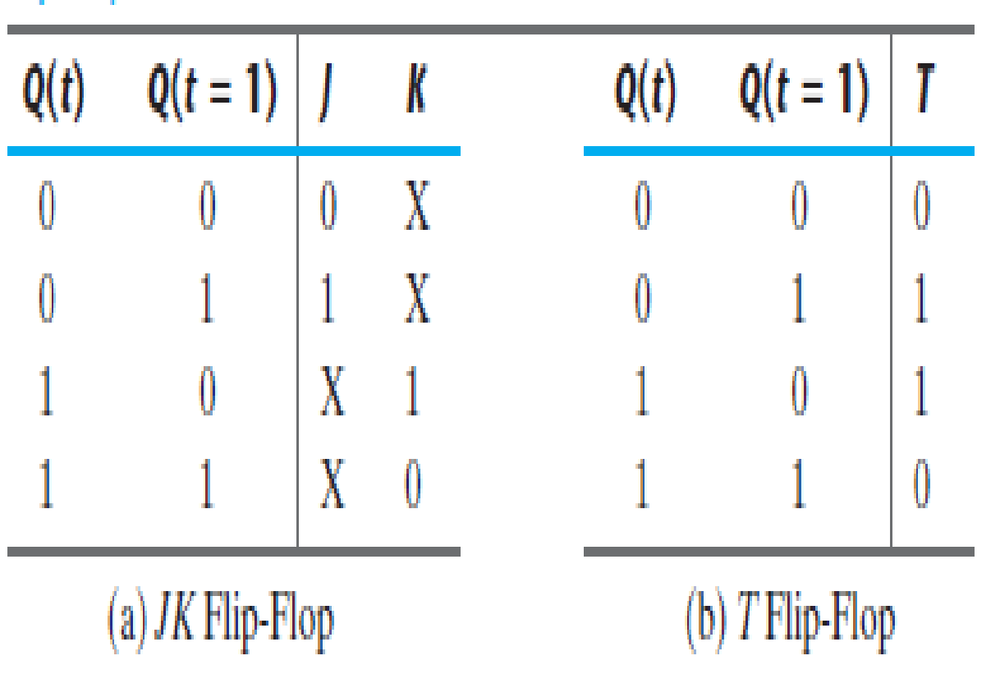 Q(t) Q(t = 1) J K
0 0 0 X
0 1 1 X
1 0 X 1
1 1 X 0
(a) JK Flip-Flop
Q(t) Q(t = 1) T
0 0 0
0 1 1
1 0 1
1 1 0
(b) T Flip-Flop